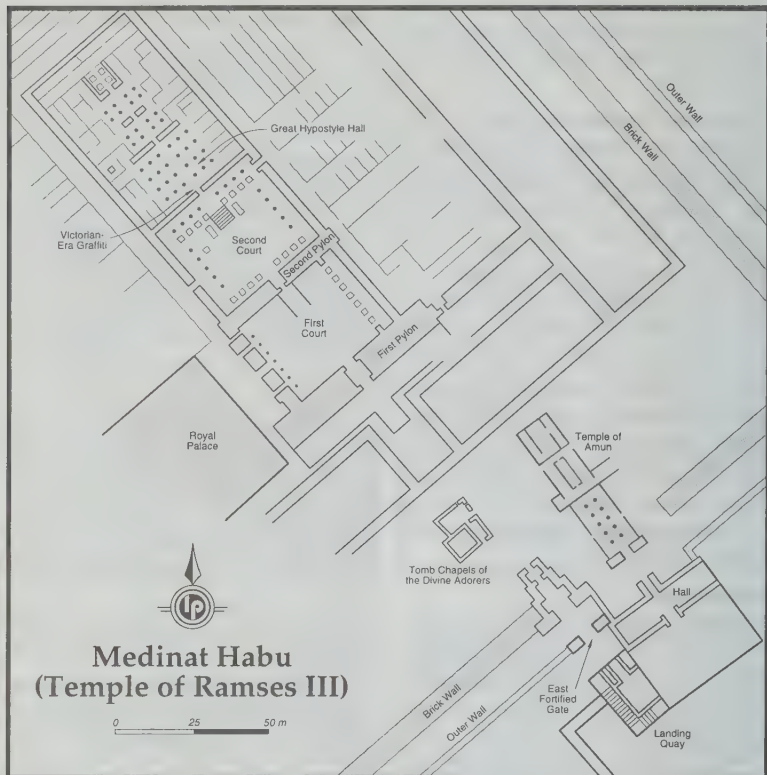 Outer Wall
Brick Wall
Great Hypostyle Hall
Victorian-
Era Graffiti
Second
Court
Second Pylon
First
Court
First Pylon
Royal
Palace
Temple of
Amun
Tomb Chapels of
the Divine Adorers
Hall
LP
Medinat Habu
(Temple of Ramses III)
0 25 50 m
Brick Wall
Outer Wall
East
Fortified
Gate
Landing
Quay